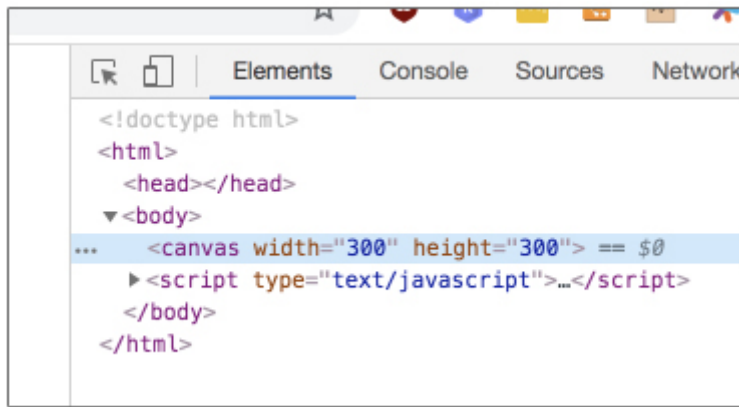 Elements Console Sources Network
<!doctype html>
<html>
<head></head>
▼<body>
… <canvas width="300" height="300"> == $0
▶<script type="text/javascript">…</script>
</body>
</html>